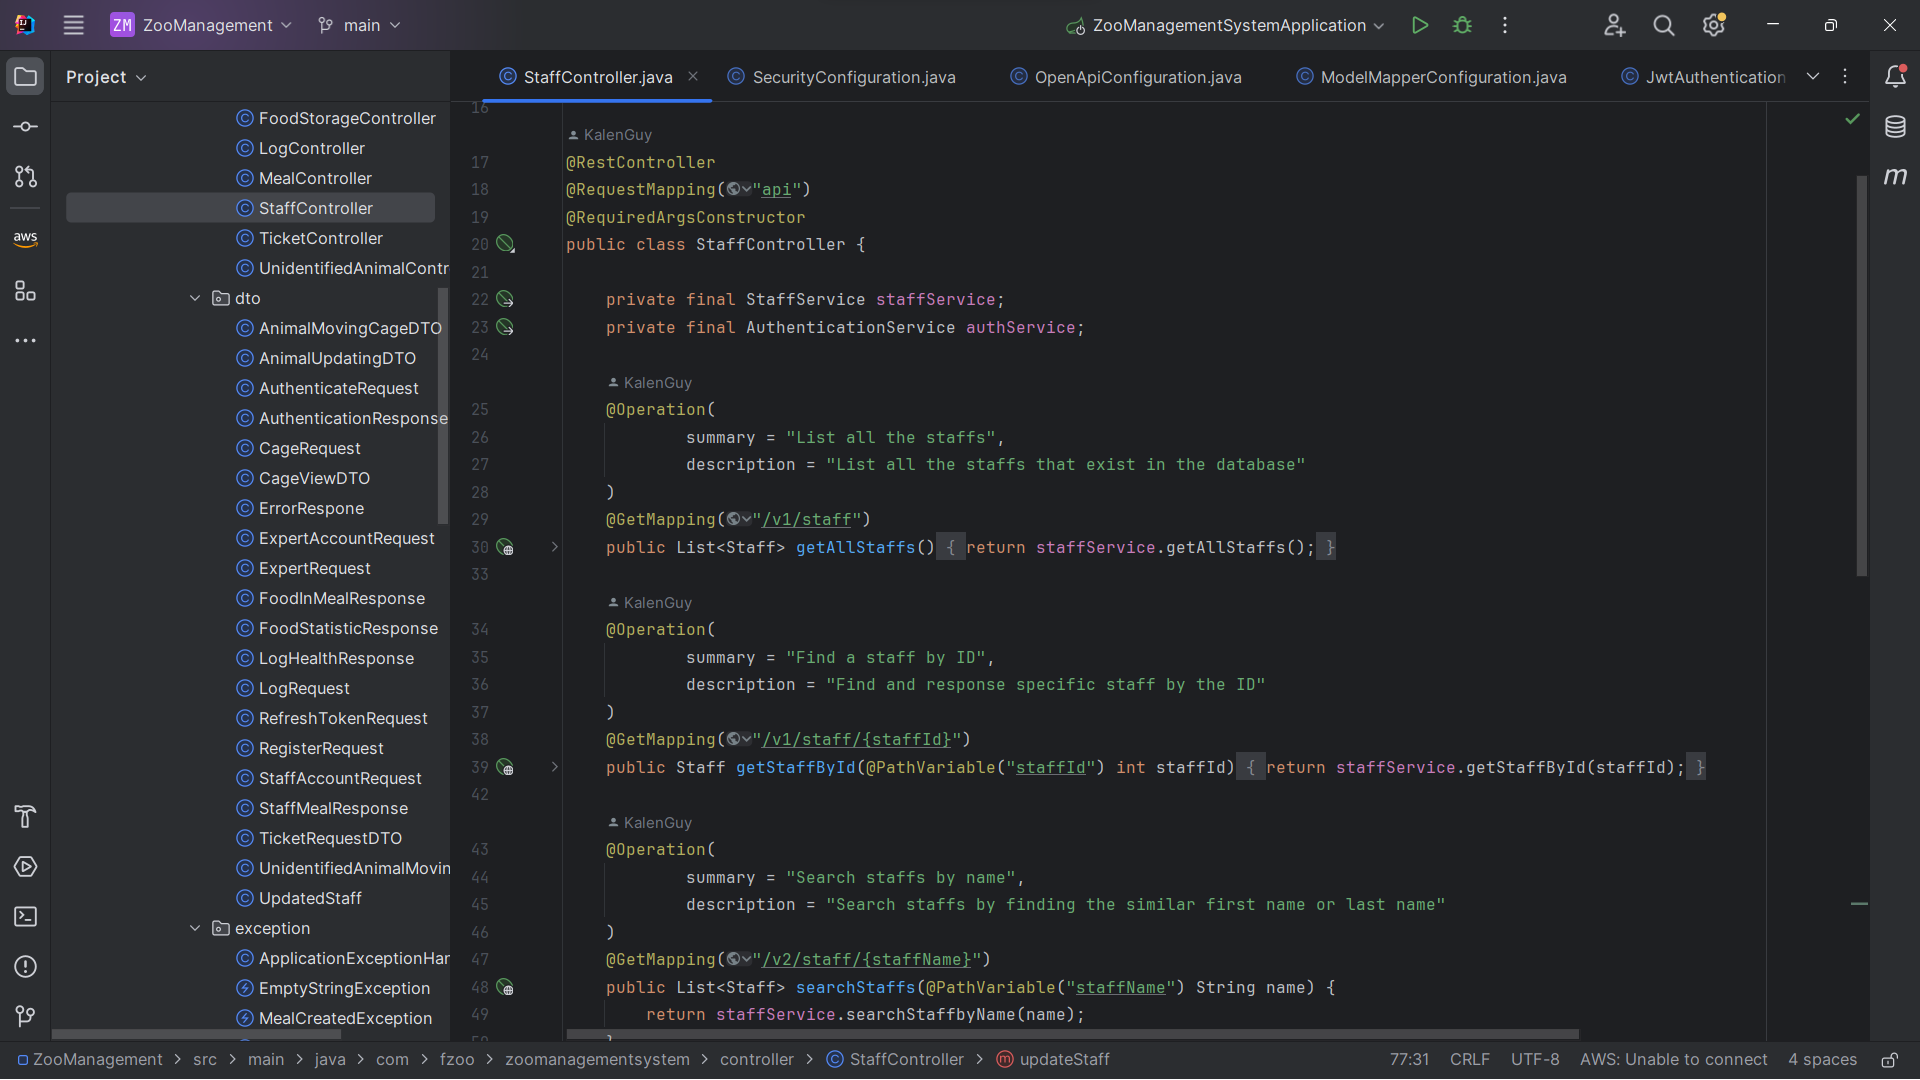 ZM ZooManagement main ZooManagementSystemApplication
Project
StaffController.java SecurityConfiguration.java OpenApiConfiguration.java ModelMapperConfiguration.java JwtAuthentication
FoodStorageController
LogController
MealController
StaffController
TicketController
UnidentifiedAnimalContr
dto
AnimalMovingCageDTO
AnimalUpdatingDTO
AuthenticateRequest
AuthenticationResponse
CageRequest
CageViewDTO
ErrorRespone
ExpertAccountRequest
ExpertRequest
FoodInMealResponse
FoodStatisticResponse
LogHealthResponse
LogRequest
RefreshTokenRequest
RegisterRequest
StaffAccountRequest
StaffMealResponse
TicketRequestDTO
UnidentifiedAnimalMovin
UpdatedStaff
exception
ApplicationExceptionHar
EmptyStringException
MealCreatedException
aws
m
16
KalenGuy
17 @RestController
18 @RequestMapping("api")
19 @RequiredArgsConstructor
20 public class StaffController {
21
22 private final StaffService staffService;
23 private final AuthenticationService authService;
24
KalenGuy
25 @Operation(
26 summary = "List all the staffs",
27 description = "List all the staffs that exist in the database"
28 )
29 @GetMapping("/v1/staff")
30 public List<Staff> getAllStaffs() { return staffService.getAllStaffs(); }
33
KalenGuy
34 @Operation(
35 summary = "Find a staff by ID",
36 description = "Find and response specific staff by the ID"
37 )
38 @GetMapping("/v1/staff/{staffId}")
39 public Staff getStaffById(@PathVariable("staffId") int staffId) { return staffService.getStaffById(staffId); }
42
KalenGuy
43 @Operation(
44 summary = "Search staffs by name",
45 description = "Search staffs by finding the similar first name or last name"
46 )
47 @GetMapping("/v2/staff/{staffName}")
48 public List<Staff> searchStaffs(@PathVariable("staffName") String name) {
49 return staffService.searchStaffbyName(name);
ZooManagement > src > main > java > com > fzoo > zoomanagementsystem > controller > StaffController > updateStaff 77:31 CRLF UTF-8 AWS: Unable to connect 4 spaces